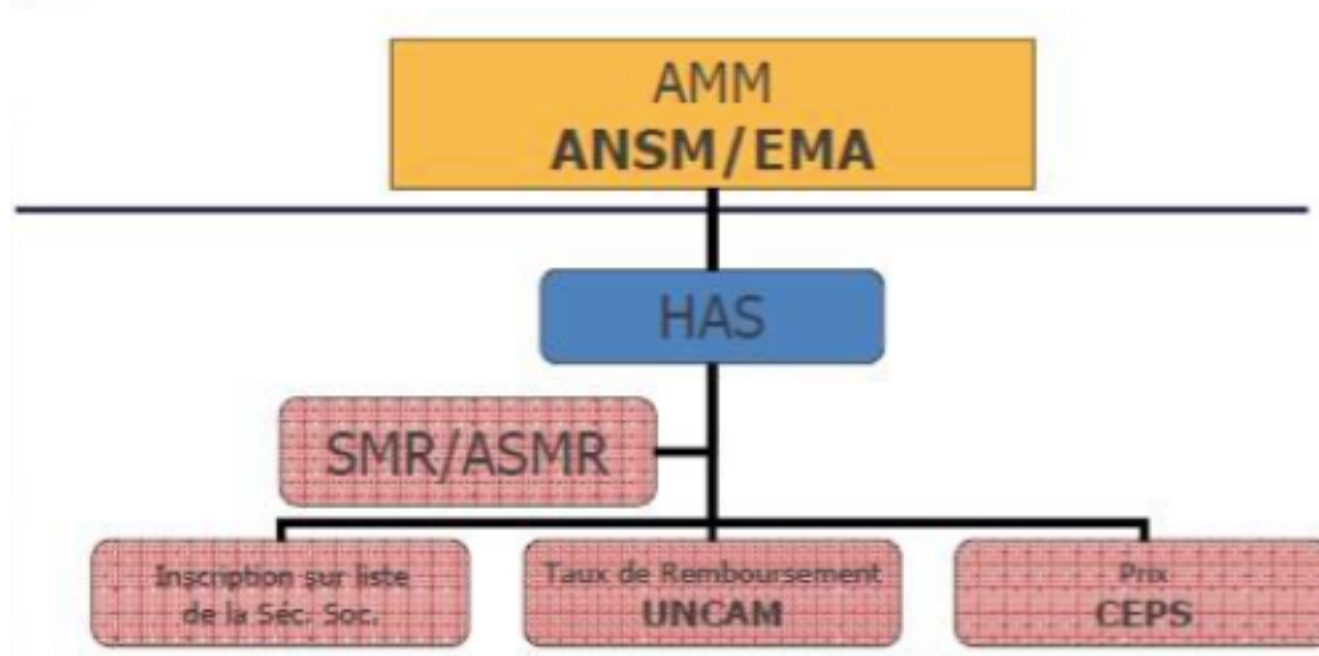 AMM
ANSM/EMA
HAS
SMR/ASMR
Inscription sur liste
de la Séc. Soc.
Taux de Remboursement
UNCAM
Prix
CEPS